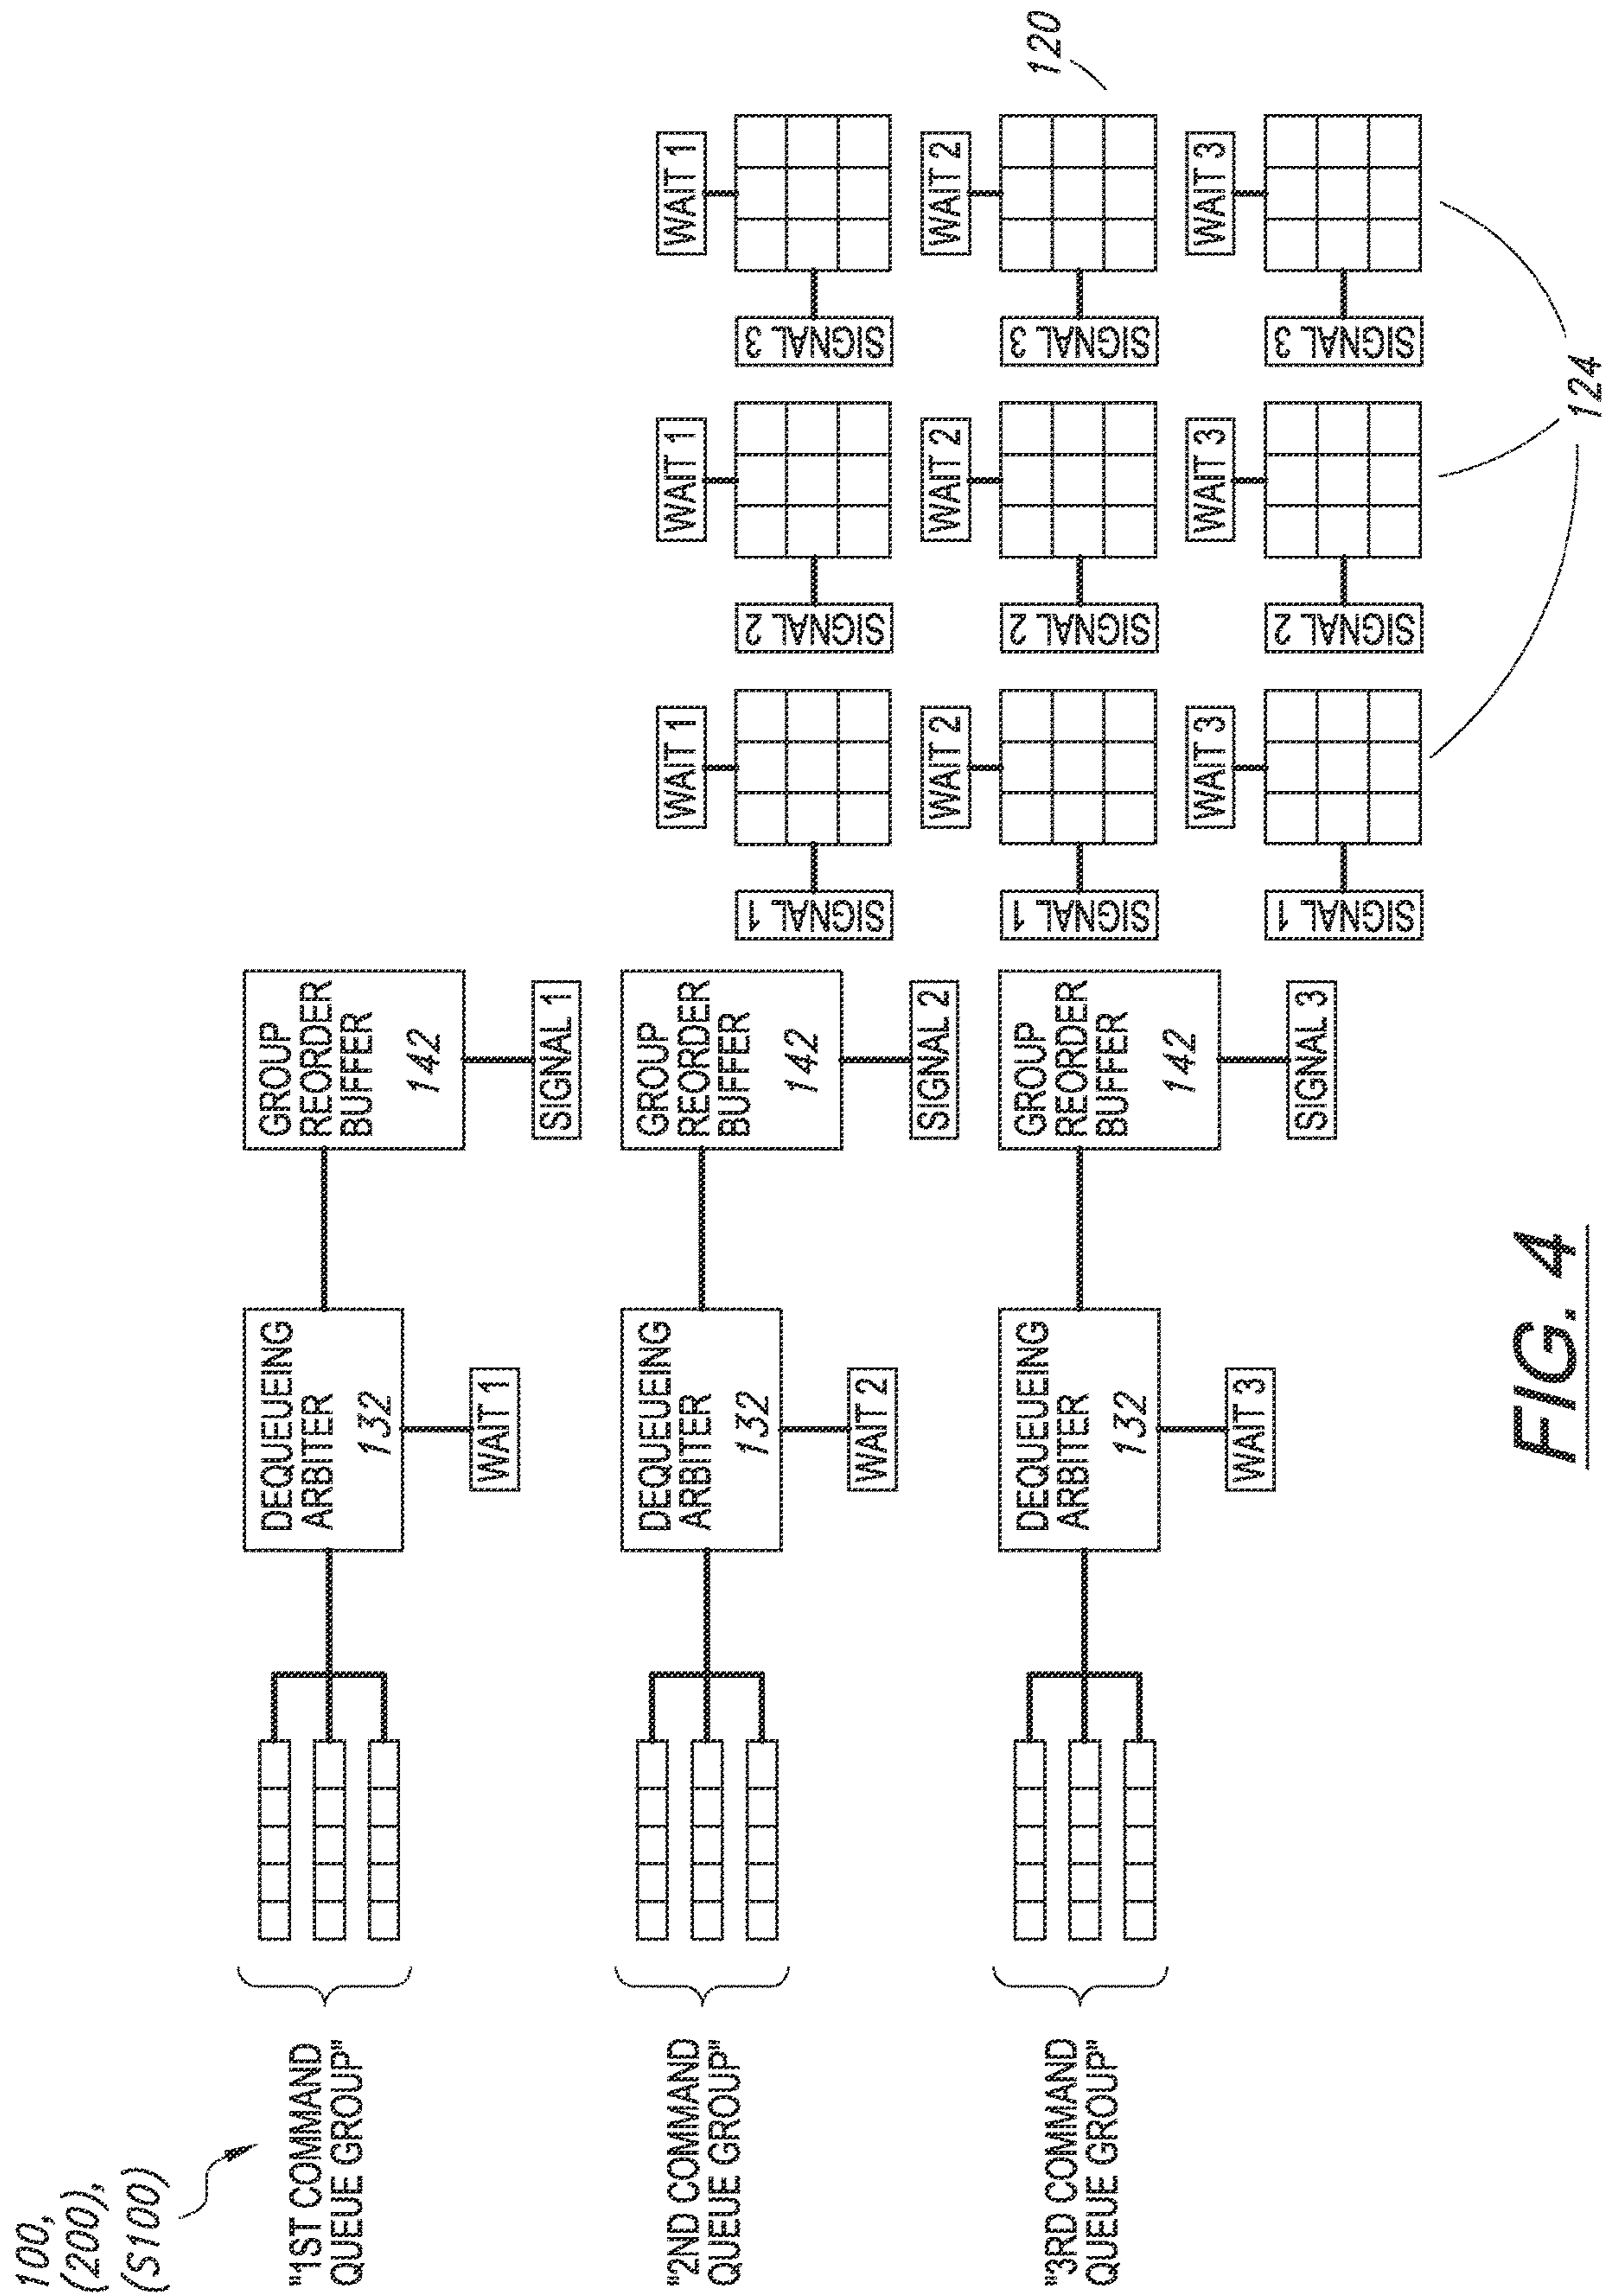 100,
(200),
(S100)
"1ST COMMAND
QUEUE GROUP"
DEQUEUEING
ARBITER
132
WAIT 1
GROUP
REORDER
BUFFER
142
SIGNAL 1
"2ND COMMAND
QUEUE GROUP"
DEQUEUEING
ARBITER
132
WAIT 2
GROUP
REORDER
BUFFER
142
SIGNAL 2
"3RD COMMAND
QUEUE GROUP"
DEQUEUEING
ARBITER
132
WAIT 3
GROUP
REORDER
BUFFER
142
SIGNAL 3
WAIT 1
WAIT 1
WAIT 1
SIGNAL 1
SIGNAL 2
SIGNAL 3
WAIT 2
WAIT 2
WAIT 2
SIGNAL 1
SIGNAL 2
SIGNAL 3
WAIT 3
WAIT 3
WAIT 3
SIGNAL 1
SIGNAL 2
SIGNAL 3
120
124
FIG. 4